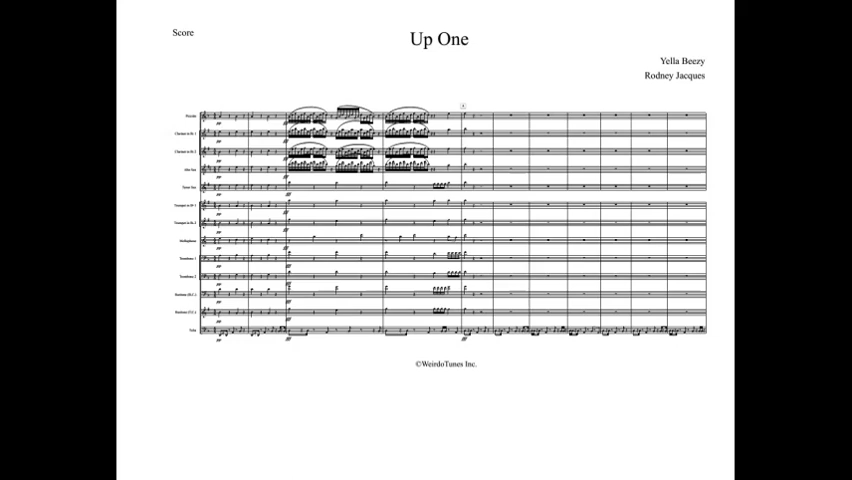 Score
Up One
Yella Beezy
Rodney Jacques
Piccolo
Clarinet in B♭ 1
Clarinet in B♭ 2
Alto Sax
Tenor Sax
Trumpet in B♭ 1
Trumpet in B♭ 2
Mellophone
Trombone 1
Trombone 2
Baritone (B.C.)
Baritone (T.C.)
Tuba
©WeirdoTunes Inc.